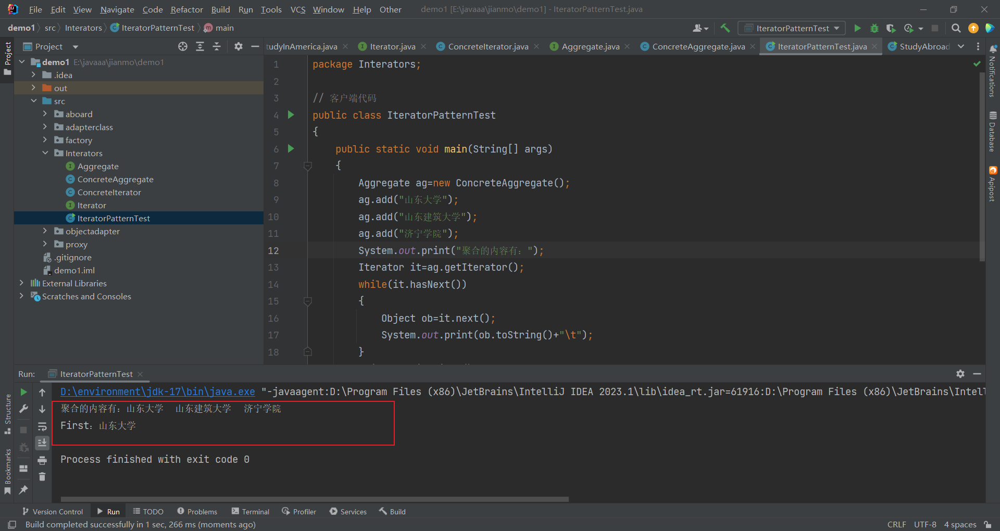 File Edit View Navigate Code Refactor Build Run Tools VCS Window Help Other demo1 [E:\javaaa\jianmo\demo1] - IteratorPatternTest.java
demo1 src Interators IteratorPatternTest main IteratorPatternTest
Project
tudyInAmerica.java Iterator.java ConcreteIterator.java Aggregate.java ConcreteAggregate.java IteratorPatternTest.java StudyAbroad
demo1 E:\javaaa\jianmo\demo1
.idea
out
src
aboard
adapterclass
factory
Interators
Aggregate
ConcreteAggregate
ConcreteIterator
Iterator
IteratorPatternTest
objectadapter
proxy
.gitignore
demo1.iml
External Libraries
Scratches and Consoles
1 package Interators;
2
3 // 客户端代码
4 public class IteratorPatternTest
5 {
6 public static void main(String[] args)
7 {
8 Aggregate ag=new ConcreteAggregate();
9 ag.add("山东大学");
10 ag.add("山东建筑大学");
11 ag.add("济宁学院");
12 System.out.print("聚合的内容有：");
13 Iterator it=ag.getIterator();
14 while(it.hasNext())
15 {
16 Object ob=it.next();
17 System.out.print(ob.toString()+"\t");
18 }
Project
Structure
Bookmarks
Notifications
Database
Apipost
Run: IteratorPatternTest
D:\environment\jdk-17\bin\java.exe "-javaagent:D:\Program Files (x86)\JetBrains\IntelliJ IDEA 2023.1\lib\idea_rt.jar=61916:D:\Program Files (x86)\JetBrains\Intell
聚合的内容有：山东大学 山东建筑大学 济宁学院
First：山东大学
Process finished with exit code 0
Version Control Run TODO Problems Terminal Profiler Services Build
Build completed successfully in 1 sec, 266 ms (moments ago) CRLF UTF-8 4 spaces